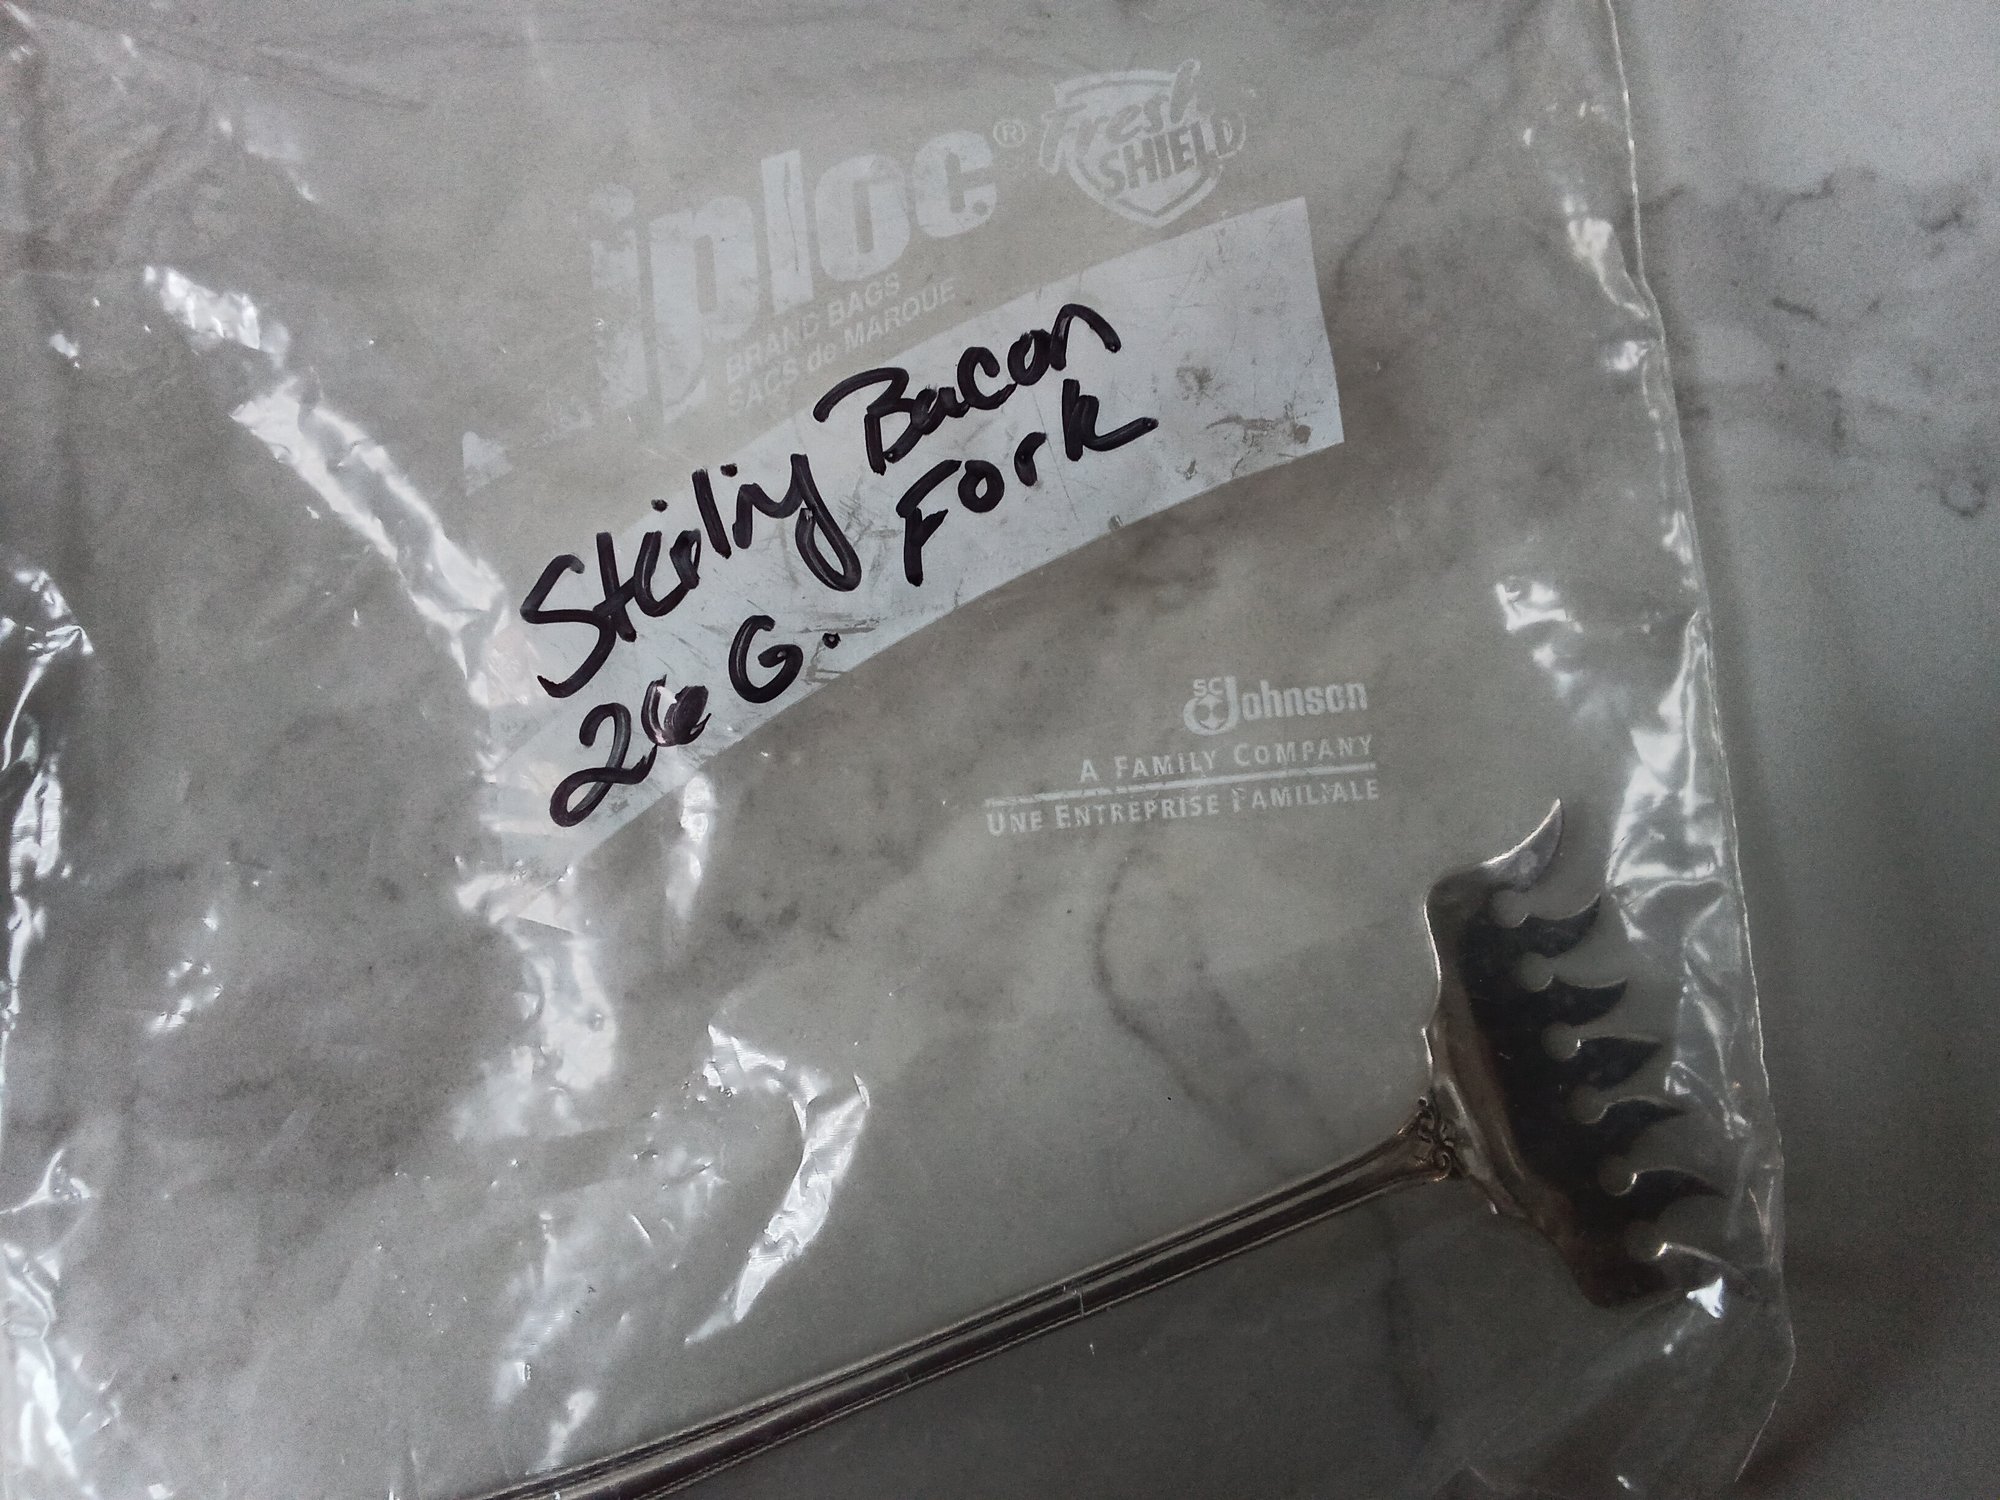 iploc®
Fresh
SHIELD
BRAND BAGS
SACS de MARQUE
Sterling Bacon
Fork
26 G.
SC Johnson
A FAMILY COMPANY
UNE ENTREPRISE FAMILIALE